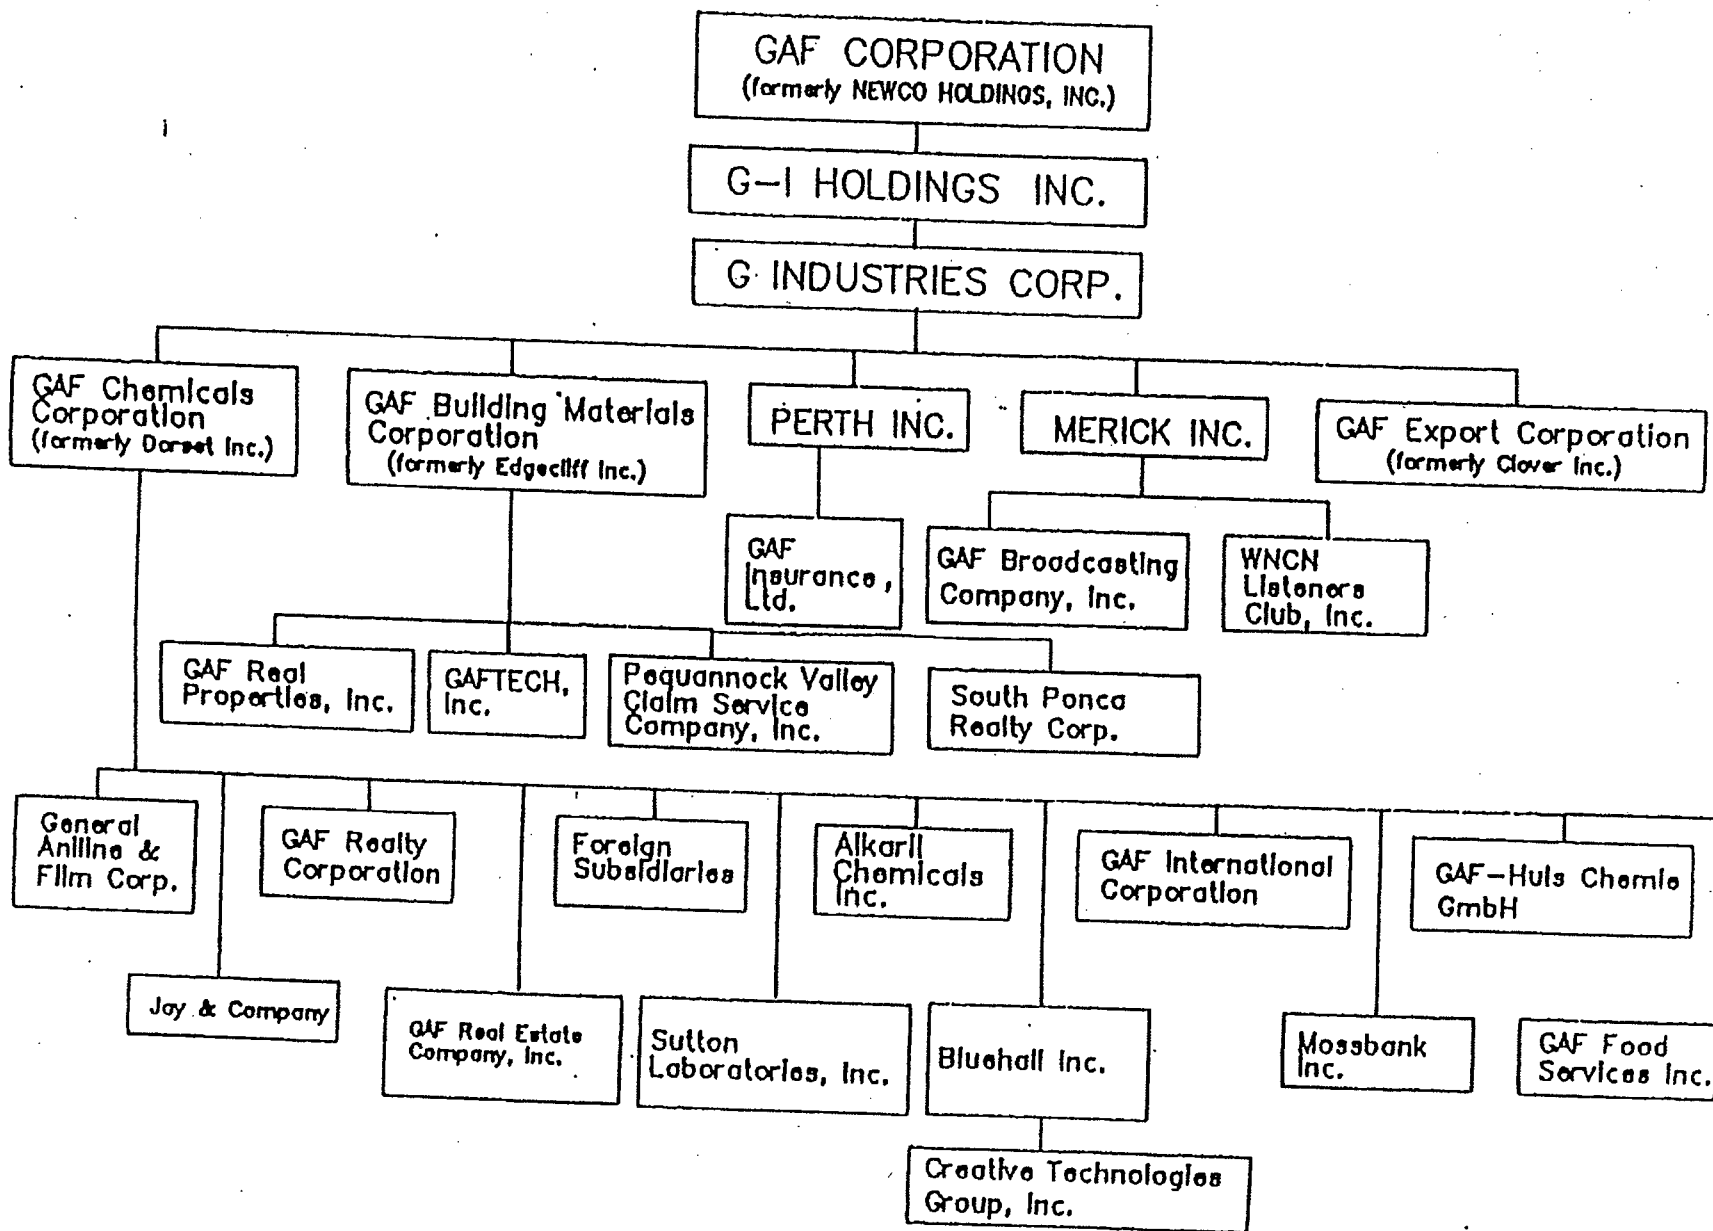 GAF CORPORATION
(formerly NEWCO HOLDINGS, INC.)
G-I HOLDINGS INC.
G INDUSTRIES CORP.
GAF Chemicals
Corporation
(formerly Dorset Inc.)
GAF Building Materials
Corporation
(formerly Edgecliff Inc.)
PERTH INC.
MERICK INC.
GAF Export Corporation
(formerly Clover Inc.)
GAF
Insurance,
Ltd.
GAF Broadcasting
Company, Inc.
WNCN
Listeners
Club, Inc.
GAF Real
Properties, Inc.
GAFTECH,
Inc.
Pequannock Valley
Claim Service
Company, Inc.
South Ponca
Realty Corp.
General
Aniline &
Film Corp.
GAF Realty
Corporation
Foreign
Subsidiaries
Alkaril
Chemicals
Inc.
GAF International
Corporation
GAF-Huls Chemie
GmbH
Jay & Company
GAF Real Estate
Company, Inc.
Sutton
Laboratories, Inc.
Bluehall Inc.
Mossbank
Inc.
GAF Food
Services Inc.
Creative Technologies
Group, Inc.